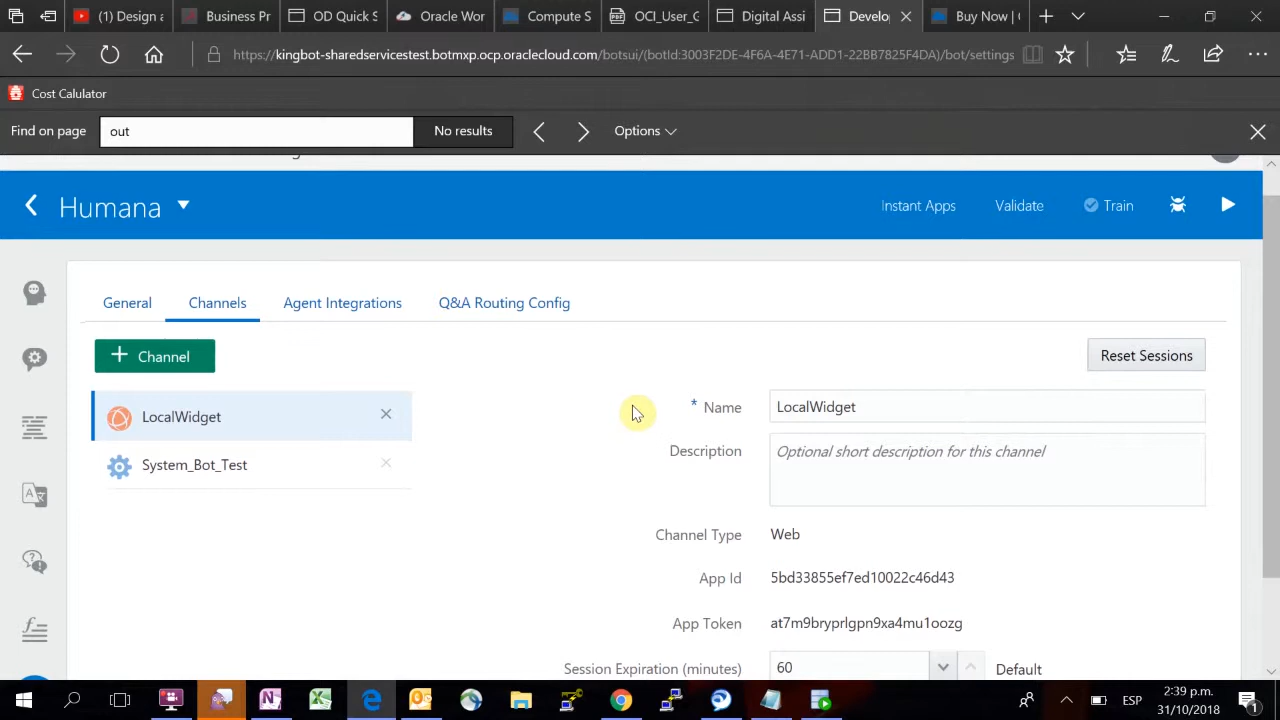 (1) Design a
Business Pr
OD Quick S
Oracle Wor
Compute S
OCI_User_G
Digital Assi
Develo
Buy Now | (
https://kingbot-sharedservicestest.botmxp.ocp.oraclecloud.com/botsui/(botId:3003F2DE-4F6A-4E71-ADD1-22BB7825F4DA)/bot/settings
Cost Calulator
Find on page
out
No results
Options
Humana
Instant Apps
Validate
Train
General
Channels
Agent Integrations
Q&A Routing Config
+ Channel
Reset Sessions
LocalWidget
System_Bot_Test
* Name
LocalWidget
Description
Optional short description for this channel
Channel Type
Web
App Id
5bd33855ef7ed10022c46d43
App Token
at7m9bryprlgpn9xa4mu1oozg
Session Expiration (minutes)
60
Default
ESP
2:39 p.m.
31/10/2018